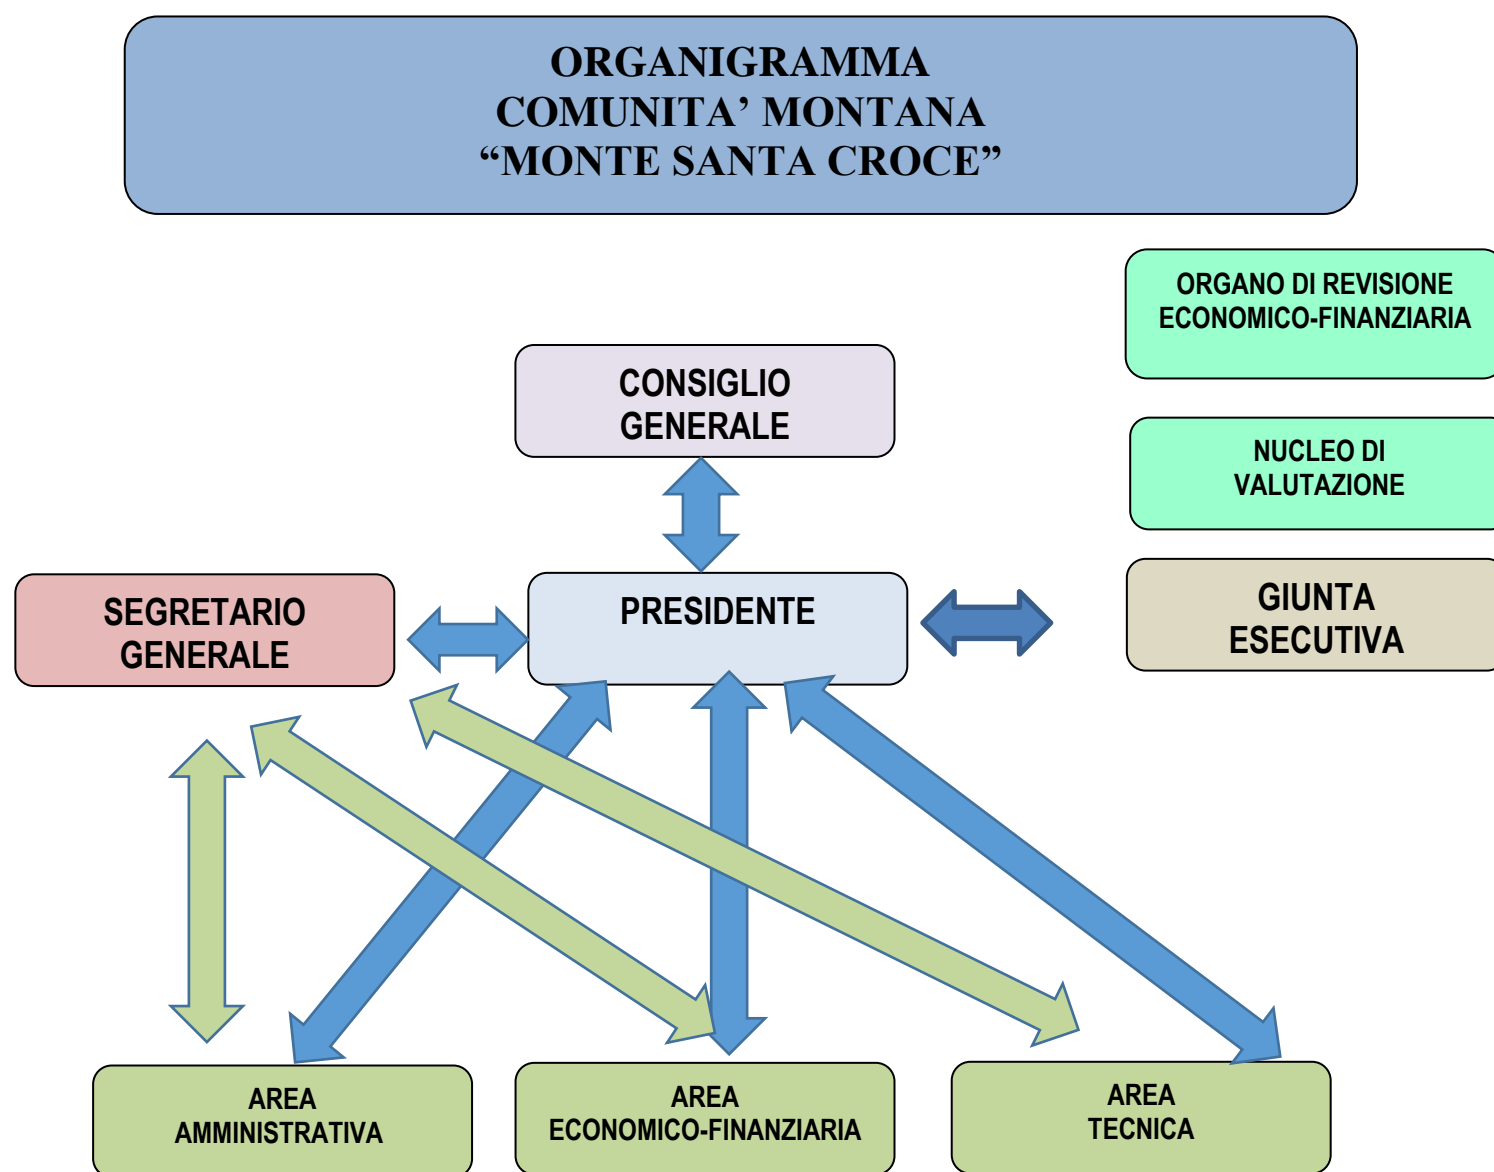 ORGANIGRAMMA
COMUNITA’ MONTANA
“MONTE SANTA CROCE”
ORGANO DI REVISIONE
ECONOMICO-FINANZIARIA
CONSIGLIO
GENERALE
NUCLEO DI
VALUTAZIONE
SEGRETARIO
GENERALE
PRESIDENTE
GIUNTA
ESECUTIVA
AREA
AMMINISTRATIVA
AREA
ECONOMICO-FINANZIARIA
AREA
TECNICA